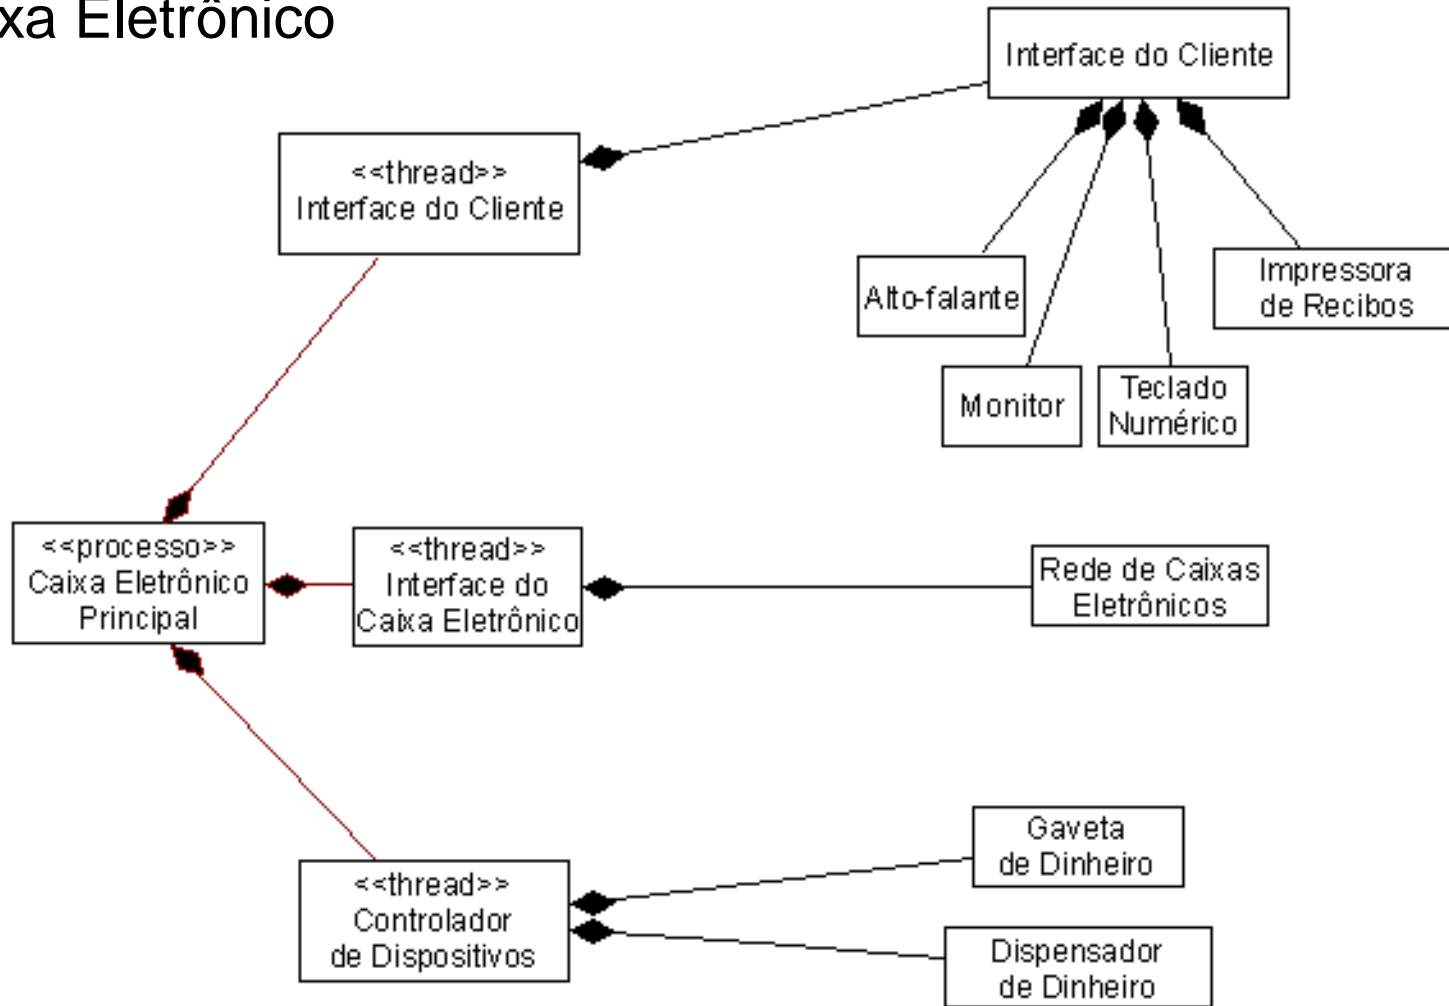 xa Eletrônico
Interface do Cliente
<<thread>>
Interface do Cliente
Alto-falante
Impressora
de Recibos
Monitor
Teclado
Numérico
<<processo>>
Caixa Eletrônico
Principal
<<thread>>
Interface do
Caixa Eletrônico
Rede de Caixas
Eletrônicos
<<thread>>
Controlador
de Dispositivos
Gaveta
de Dinheiro
Dispensador
de Dinheiro